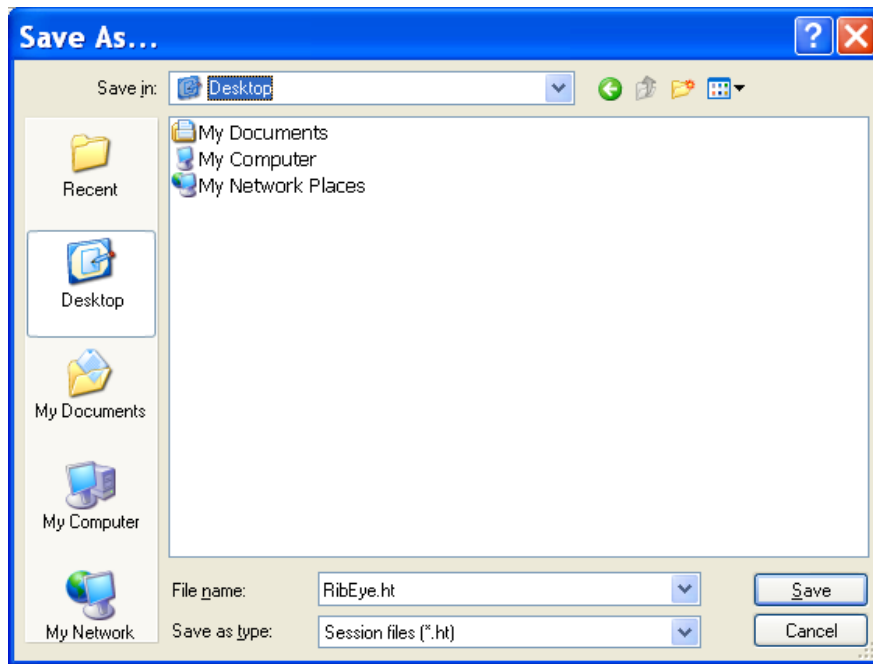 Save As...
Save in:
Desktop
My Documents
My Computer
My Network Places
Recent
Desktop
My Documents
My Computer
My Network
File name:
RibEye.ht
Save
Save as type:
Session files (*.ht)
Cancel